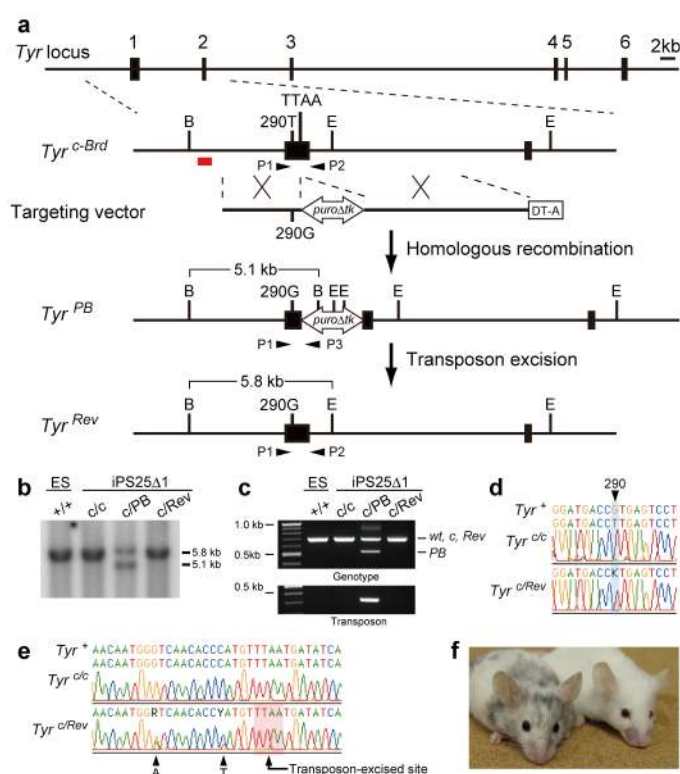 a
Tyr locus
1 2 3 4 5 6 2kb
TTAA
B 290T E E
Tyr c-Brd
P1 P2
Targeting vector
puroΔtk
DT-A
290G
Homologous recombination
5.1 kb
B 290G B E E E E
Tyr PB
puroΔtk
P1 P3
Transposon excision
5.8 kb
B 290G E E
Tyr Rev
P1 P2
b
ES iPS25Δ1
+/+ c/c c/PB c/Rev
5.8 kb
5.1 kb
c
ES iPS25Δ1
+/+ c/c c/PB c/Rev
1.0 kb
wt, c, Rev
0.5kb
PB
Genotype
0.5 kb
Transposon
d
290
Tyr + GGATGACCGTGAGTCCT
Tyr c/c GGATGACCTTGAGTCCT
Tyr c/Rev GGATGACCKTGAGTCCT
e
Tyr + AACAATGGGTCAACACCCATGTTTAATGATATCA
Tyr c/c AACAATGGGTCAACACCCATGTTTAATGATATCA
Tyr c/Rev AACAATGGRTCAACACCYATGTTTAATGATATCA
A T Transposon-excised site
f